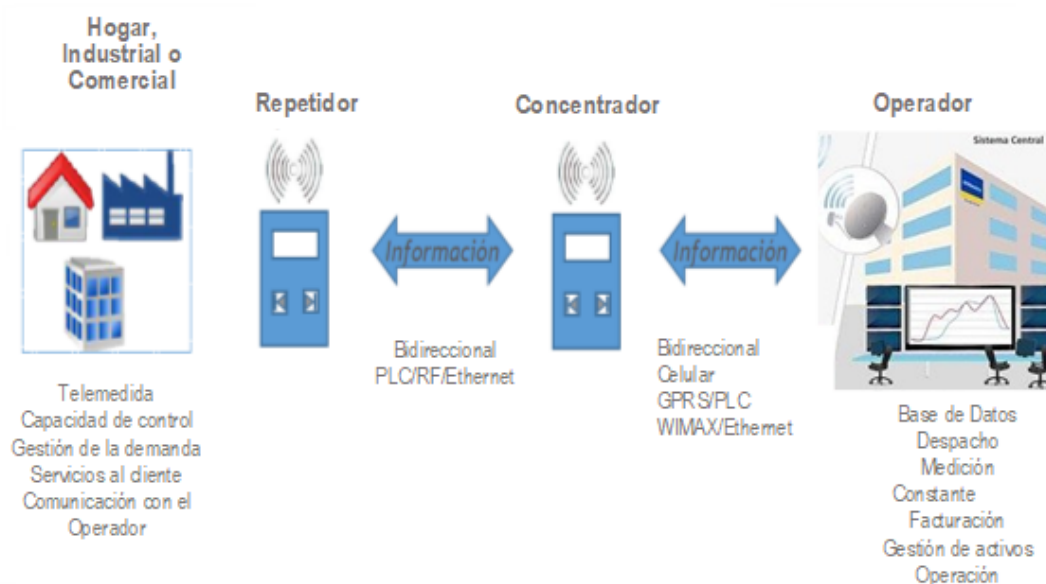 Hogar,
Industrial o
Comercial
Repetidor
Concentrador
Operador
Sistema Central
Información
Información
Bidireccional
PLC/RF/Ethernet
Bidireccional
Celular
GPRS/PLC
WIMAX/Ethernet
Telemedida
Capacidad de control
Gestión de la demanda
Servicios al cliente
Comunicación con el
Operador
Base de Datos
Despacho
Medición
Constante
Facturación
Gestión de activos
Operación